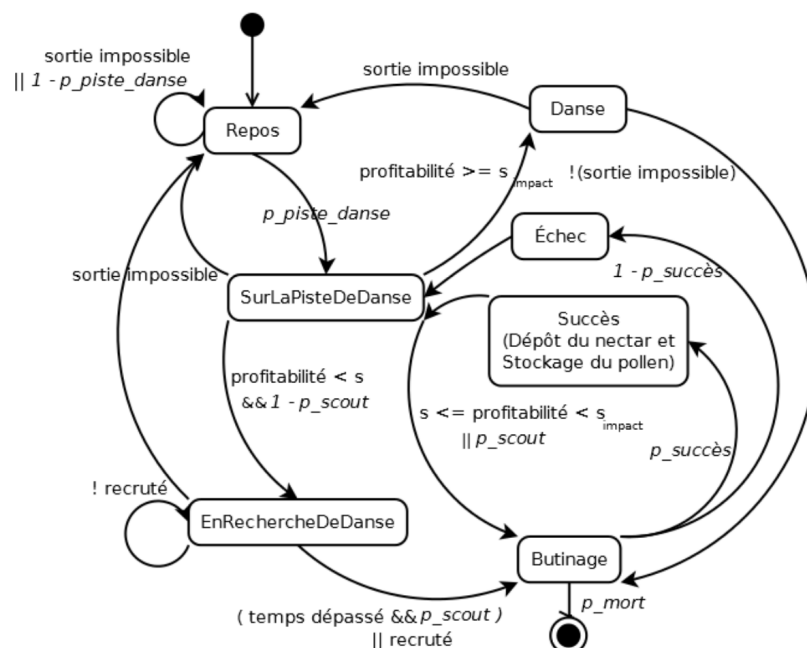 sortie impossible
|| 1 - p_piste_danse
sortie impossible
Danse
Repos
profitabilité >= s impact
!(sortie impossible)
p_piste_danse
Échec
1 - p_succès
sortie impossible
SurLaPisteDeDanse
Succès
(Dépôt du nectar et
Stockage du pollen)
profitabilité < s
&& 1 - p_scout
s <= profitabilité < s impact
|| p_scout
p_succès
! recruté
EnRechercheDeDanse
Butinage
( temps dépassé && p_scout )
|| recruté
p_mort